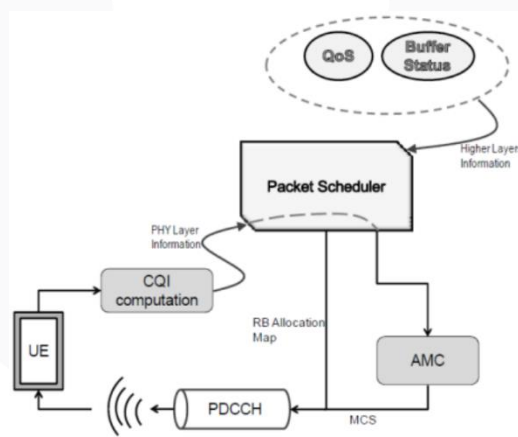 QoS
Buffer
Status
Higher Layer
Information
Packet Scheduler
PHY Layer
Information
CQI
computation
UE
RB Allocation
Map
AMC
PDCCH
MCS